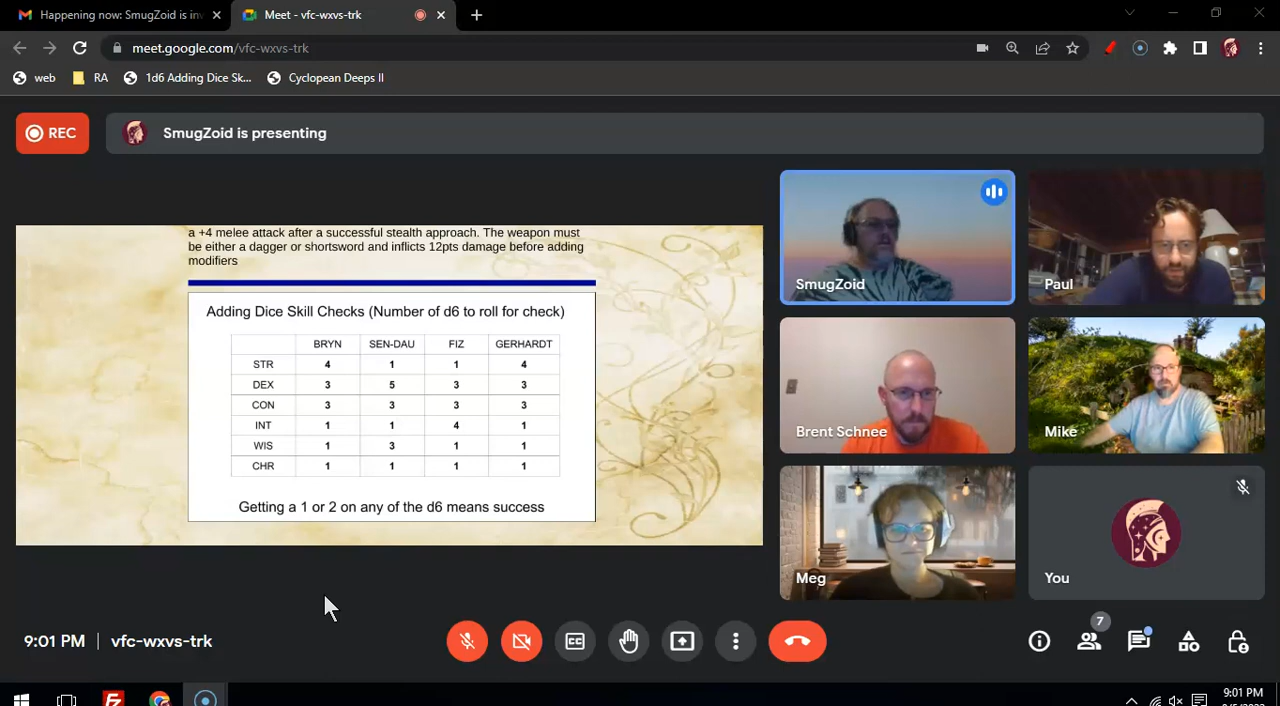 Happening now: SmugZoid is inv
Meet - vfc-wxvs-trk
meet.google.com/vfc-wxvs-trk
web
RA
1d6 Adding Dice Sk...
Cyclopean Deeps II
REC
SmugZoid is presenting
a +4 melee attack after a successful stealth approach. The weapon must
be either a dagger or shortsword and inflicts 12pts damage before adding
modifiers
Adding Dice Skill Checks (Number of d6 to roll for check)
BRYN SEN-DAU FIZ GERHARDT
STR 4 1 1 4
DEX 3 5 3 3
CON 3 3 3 3
INT 1 1 4 1
WIS 1 3 1 1
CHR 1 1 1 1
Getting a 1 or 2 on any of the d6 means success
SmugZoid
Paul
Brent Schnee
Mike
Meg
You
9:01 PM | vfc-wxvs-trk
CC
7
Fz
9:01 PM